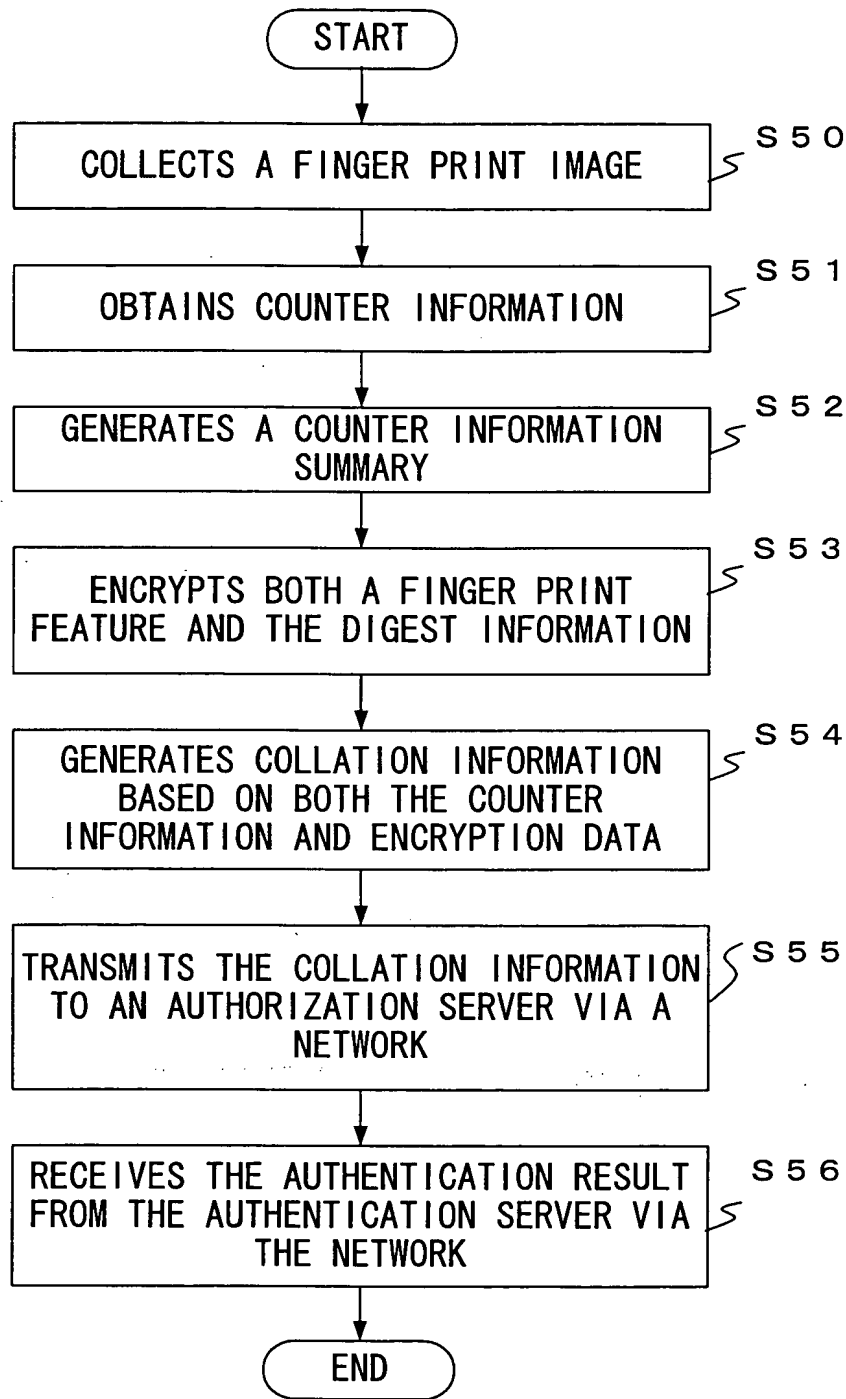 START
COLLECTS A FINGER PRINT IMAGE
S50
OBTAINS COUNTER INFORMATION
S51
GENERATES A COUNTER INFORMATION
SUMMARY
S52
ENCRYPTS BOTH A FINGER PRINT
FEATURE AND THE DIGEST INFORMATION
S53
GENERATES COLLATION INFORMATION
BASED ON BOTH THE COUNTER
INFORMATION AND ENCRYPTION DATA
S54
TRANSMITS THE COLLATION INFORMATION
TO AN AUTHORIZATION SERVER VIA A
NETWORK
S55
RECEIVES THE AUTHENTICATION RESULT
FROM THE AUTHENTICATION SERVER VIA
THE NETWORK
S56
END